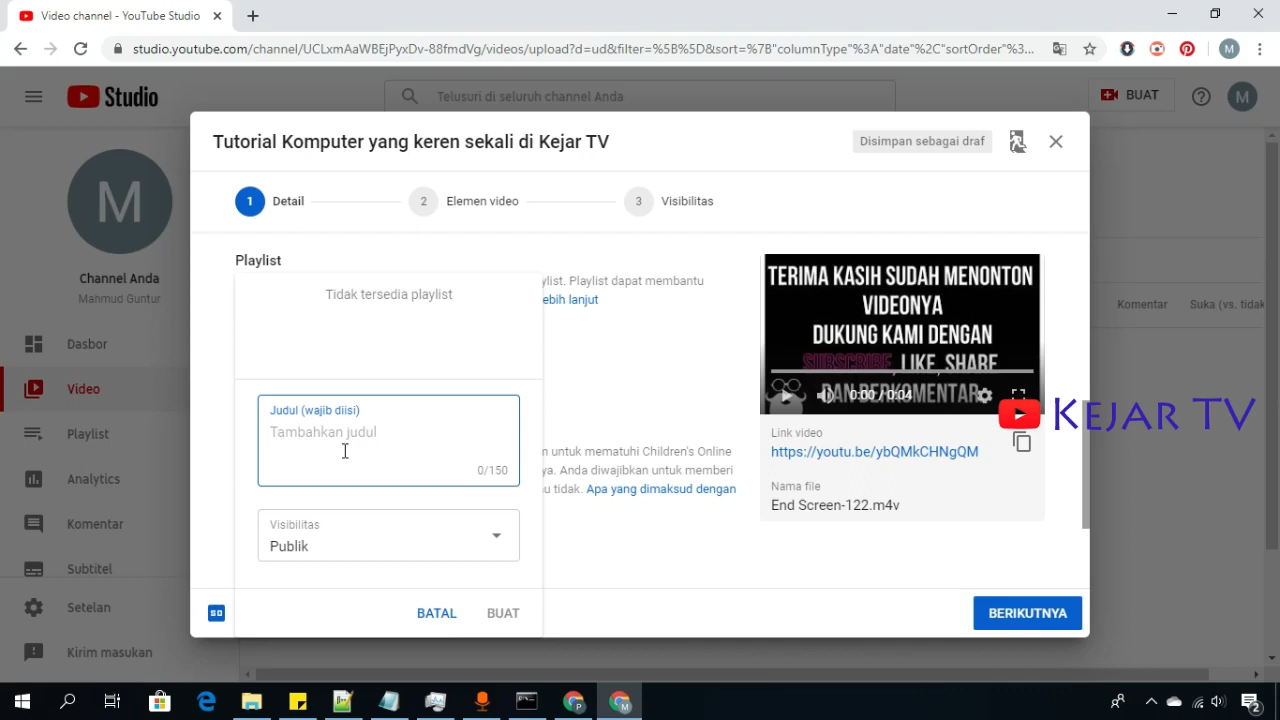 Video channel - YouTube Studio
studio.youtube.com/channel/UCLxmAaWBEjPyxDv-88fmdVg/videos/upload?d=ud&filter=%5B%5D&sort=%7B"columnType"%3A"date"%2C"sortOrder"%3...
M
Studio
Telusuri di seluruh channel Anda
BUAT
M
M
Channel Anda
Manmud Guntur
Dasbor
Video
Playlist
Analytics
Komentar
Subtitel
Setelan
Kirim masukan
Komentar
Suka (vs. tidak
Tutorial Komputer yang keren sekali di Kejar TV
Disimpan sebagai draf
1 Detail
2 Elemen video
3 Visibilitas
Playlist
Tidak tersedia playlist
ylist. Playlist dapat membantu
ebih lanjut
Judul (wajib diisi)
Tambahkan judul
0/150
n untuk mematuhi Children's Online
ya. Anda diwajibkan untuk memberi
u tidak. Apa yang dimaksud dengan
Visibilitas
Publik
BATAL
BUAT
SD
BERIKUTNYA
TERIMA KASIH SUDAH MENONTON
VIDEONYA
DUKUNG KAMI DENGAN
SUBSCRIBE, LIKE, SHARE
DAN BERKOMENTAR
0:00 / 0:04
KEJAR TV
Link video
https://youtu.be/ybQMkCHNgQM
Nama file
End Screen-122.m4v
P
M
2